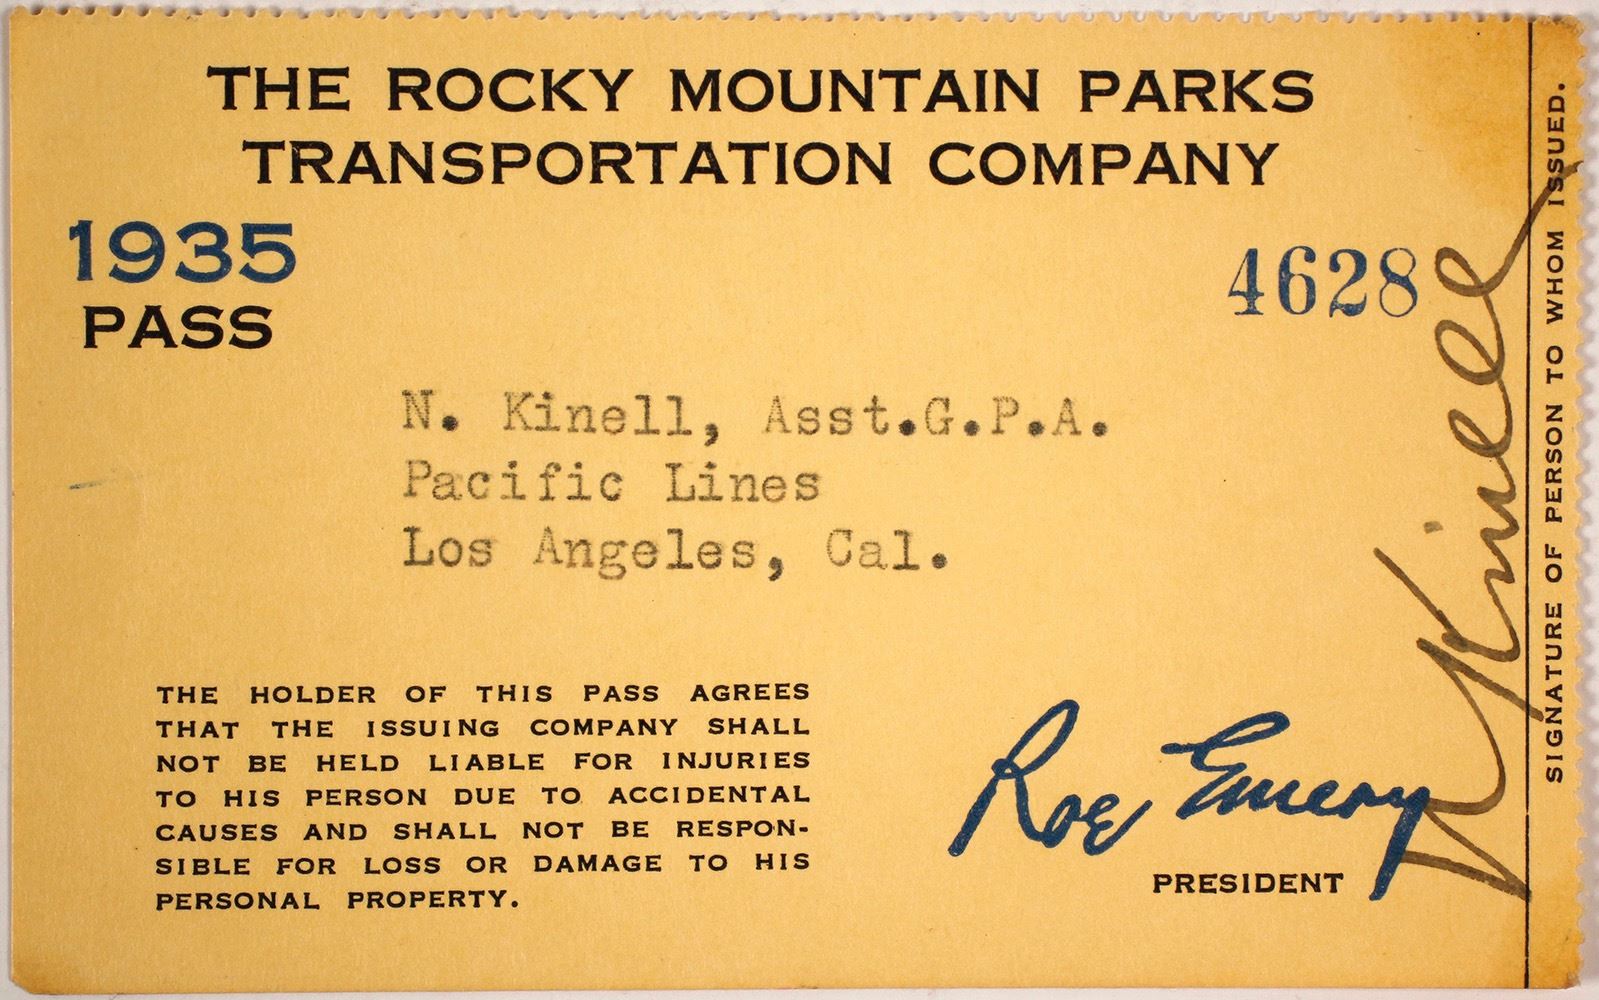 THE ROCKY MOUNTAIN PARKS
TRANSPORTATION COMPANY
1935
PASS
4628
N. Kinell, Asst.G.P.A.
Pacific Lines
Los Angeles, Cal.
THE HOLDER OF THIS PASS AGREES
THAT THE ISSUING COMPANY SHALL
NOT BE HELD LIABLE FOR INJURIES
TO HIS PERSON DUE TO ACCIDENTAL
CAUSES AND SHALL NOT BE RESPON-
SIBLE FOR LOSS OR DAMAGE TO HIS
PERSONAL PROPERTY.
Roe Emery
PRESIDENT
N Kinell
SIGNATURE OF PERSON TO WHOM ISSUED.